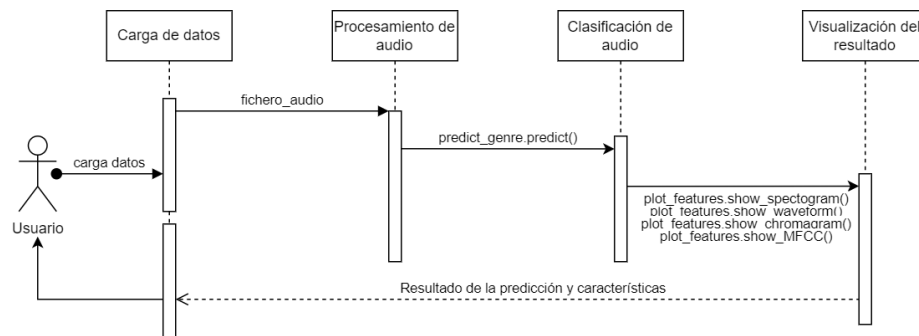 Carga de datos
Procesamiento de
audio
Clasificación de
audio
Visualización del
resultado
fichero_audio
predict_genre.predict()
carga datos
plot_features.show_spectogram()
plot_features.show_waveform()
plot_features.show_chromagram()
plot_features.show_MFCC()
Usuario
Resultado de la predicción y características